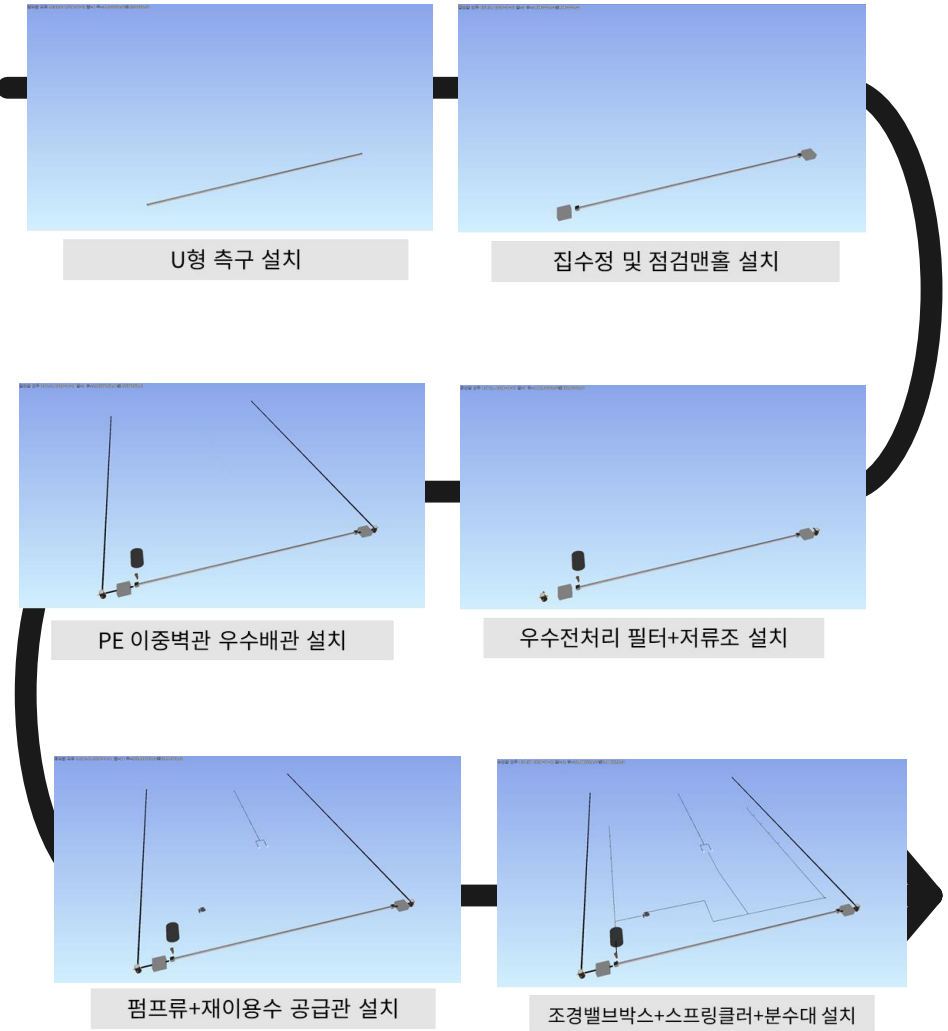 U형 측구 설치
집수정 및 점검맨홀 설치
우수전처리 필터+저류조 설치
PE 이중벽관 우수배관 설치
펌프류+재이용수 공급관 설치
조경밸브박스+스프링클러+분수대 설치